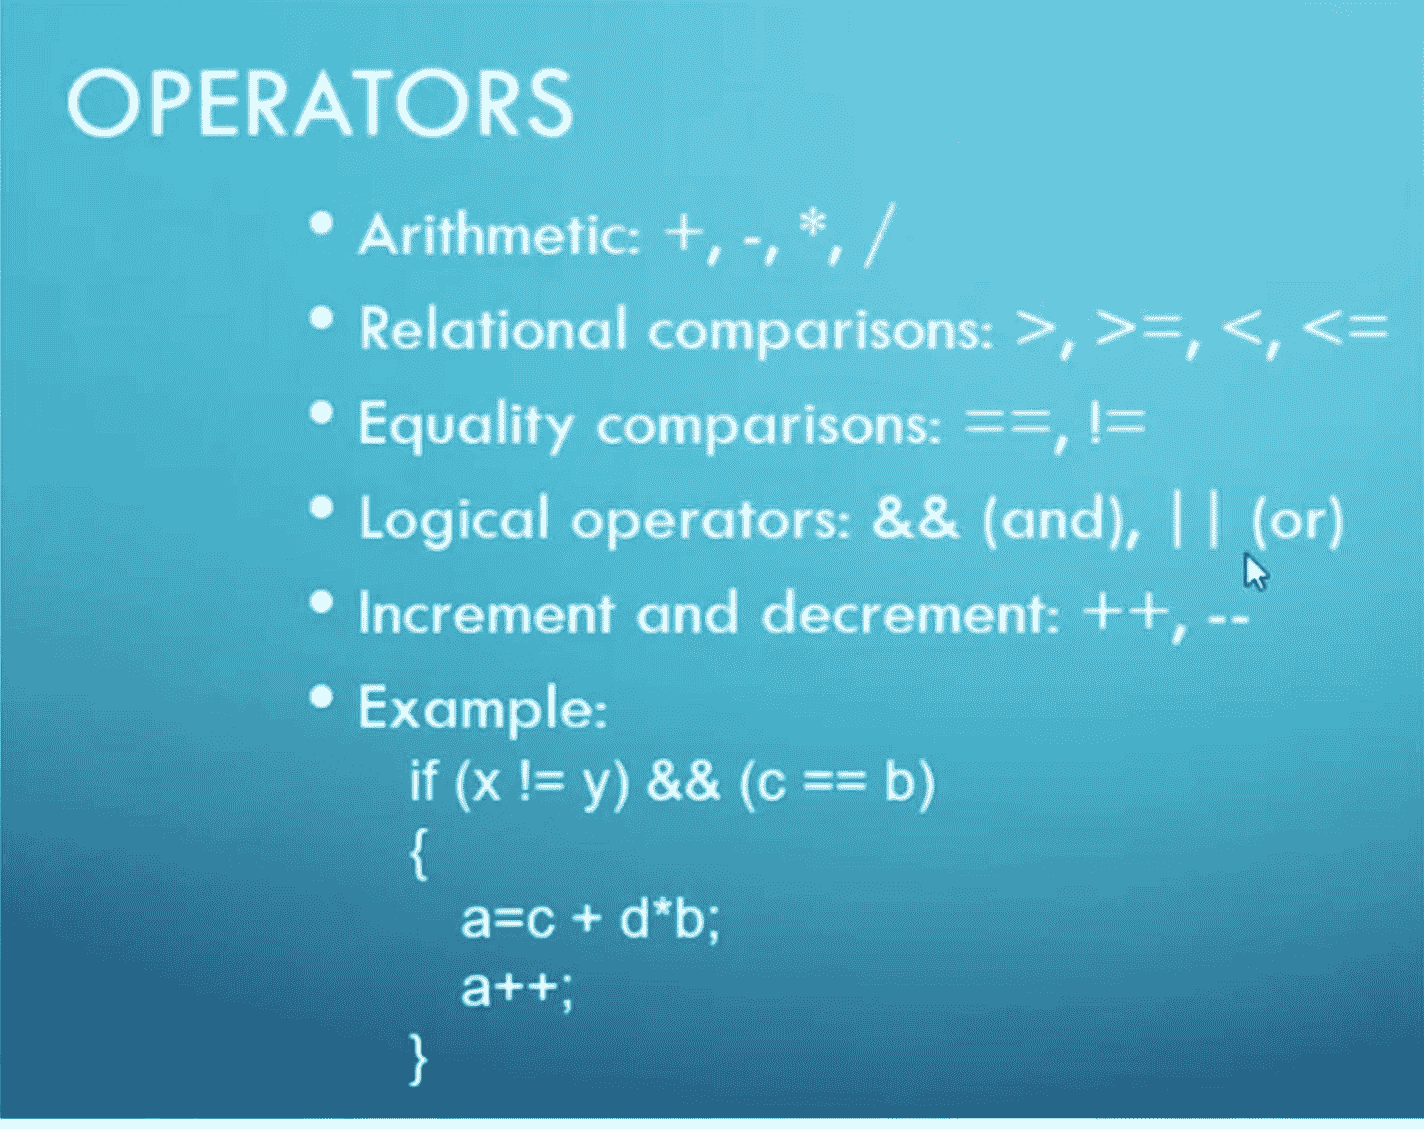 OPERATORS
• Arithmetic: +, -, *, /
• Relational comparisons: >, >=, <, <=
• Equality comparisons: ==, !=
• Logical operators: && (and), || (or)
• Increment and decrement: ++, --
• Example:
if (x != y) && (c == b)
{
a=c + d*b;
a++;
}